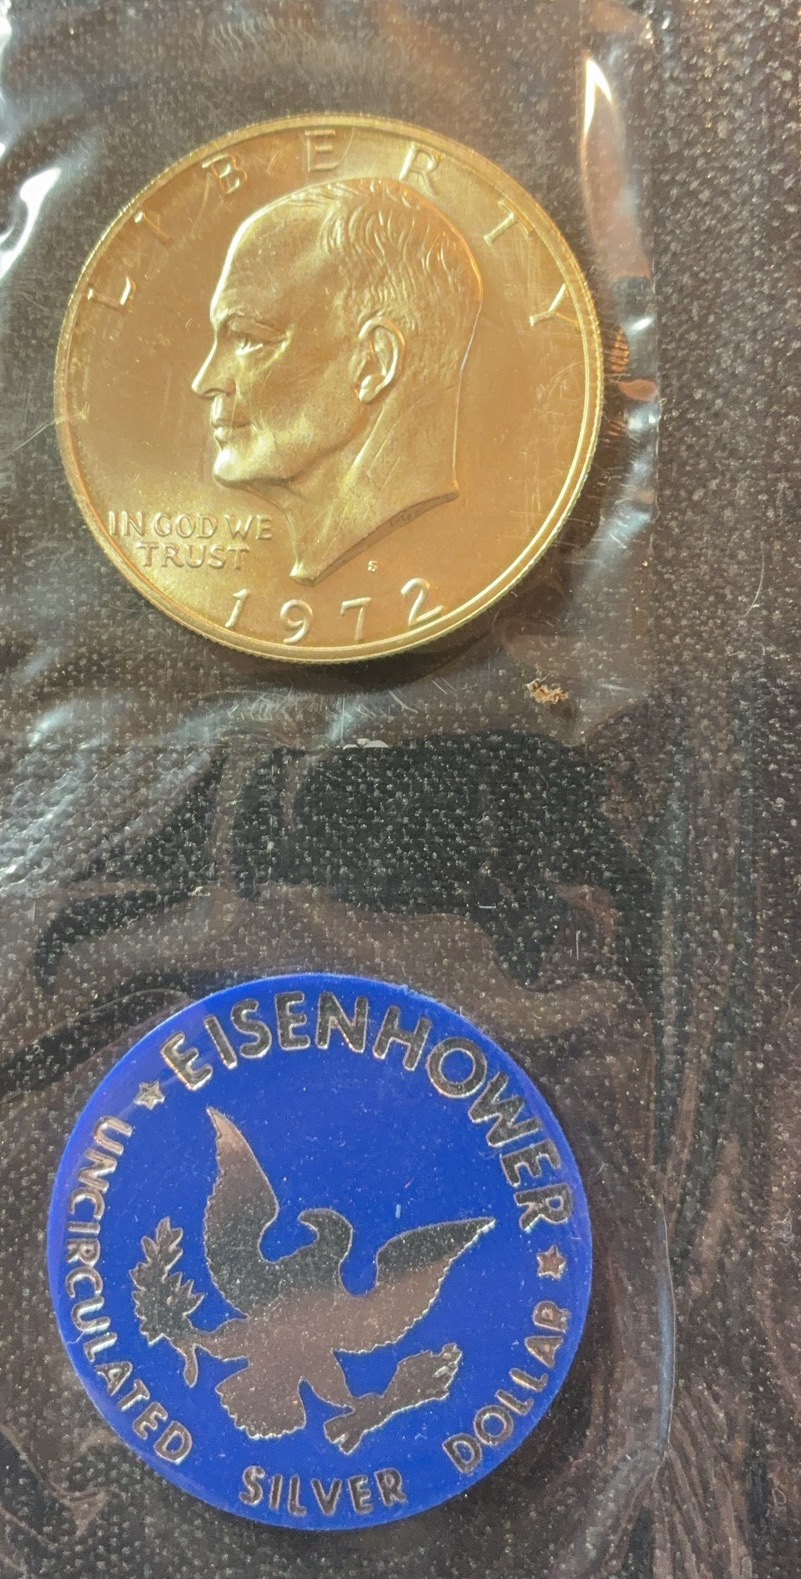 LIBERTY
IN GOD WE
TRUST
S
1972
EISENHOWER
UNCIRCULATED SILVER DOLLAR